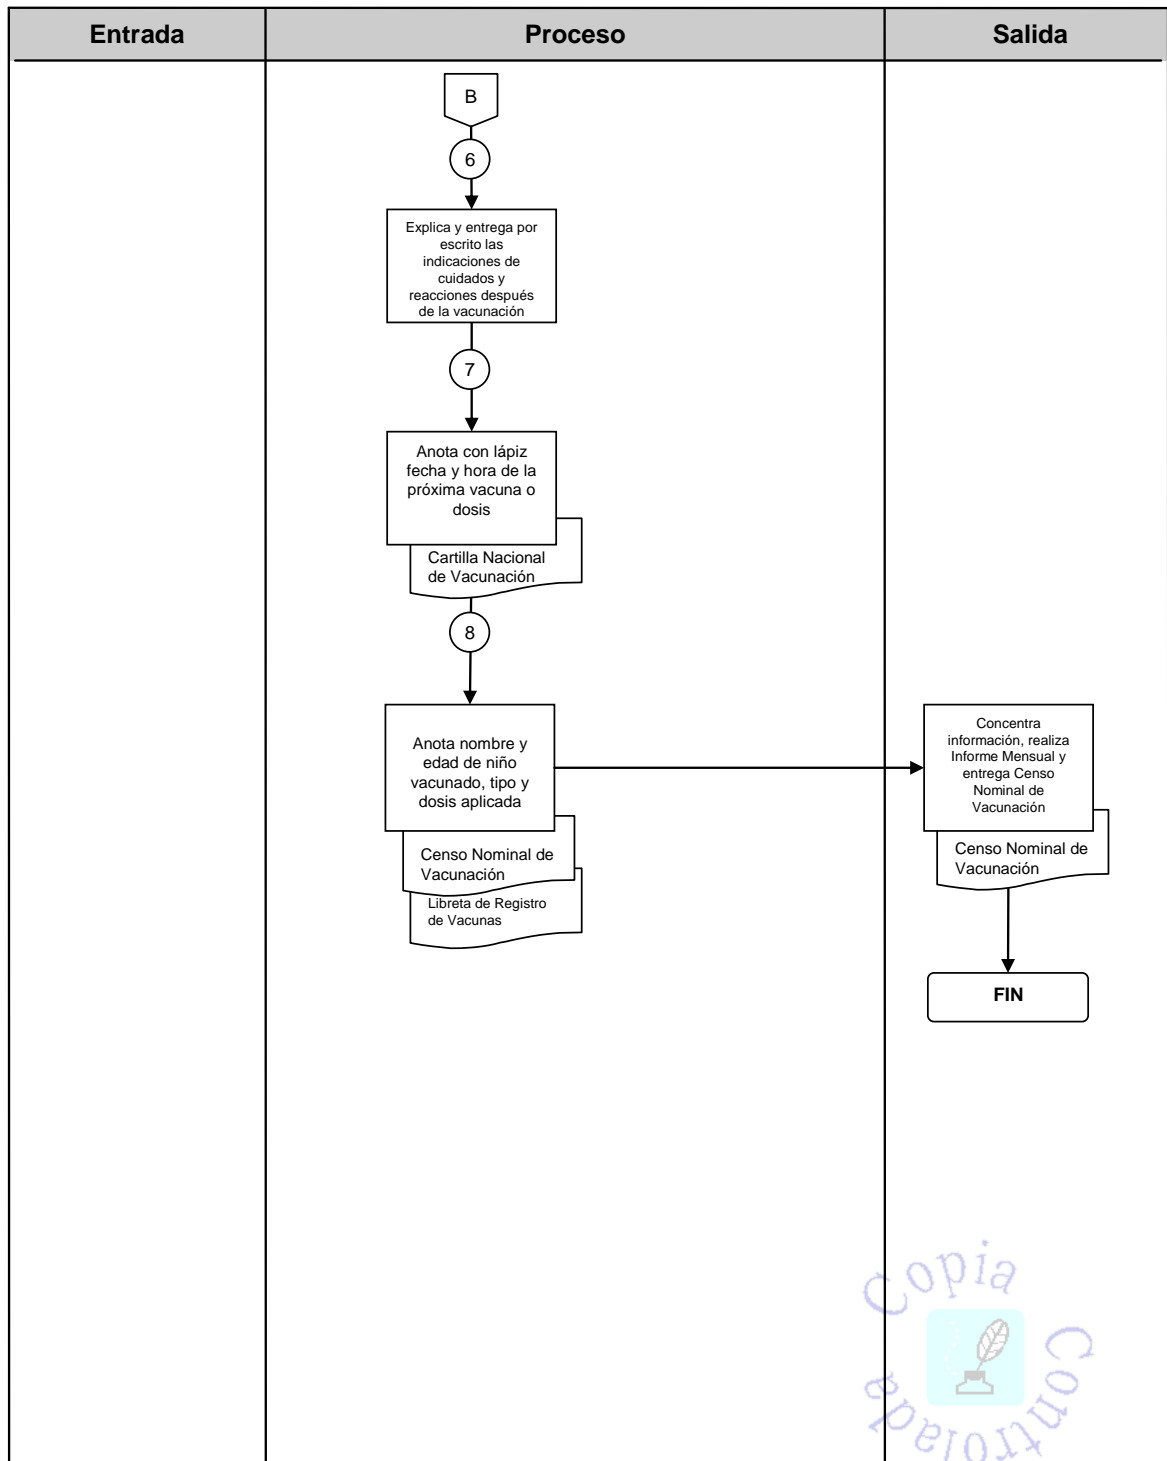 Entrada
Proceso
Salida
B
6
Explica y entrega por
escrito las
indicaciones de
cuidados y
reacciones después
de la vacunación
7
Anota con lápiz
fecha y hora de la
próxima vacuna o
dosis
Cartilla Nacional
de Vacunación
8
Anota nombre y
edad de niño
vacunado, tipo y
dosis aplicada
Censo Nominal de
Vacunación
Libreta de Registro
de Vacunas
Concentra
información, realiza
Informe Mensual y
entrega Censo
Nominal de
Vacunación
Censo Nominal de
Vacunación
FIN
Copia
Controlada